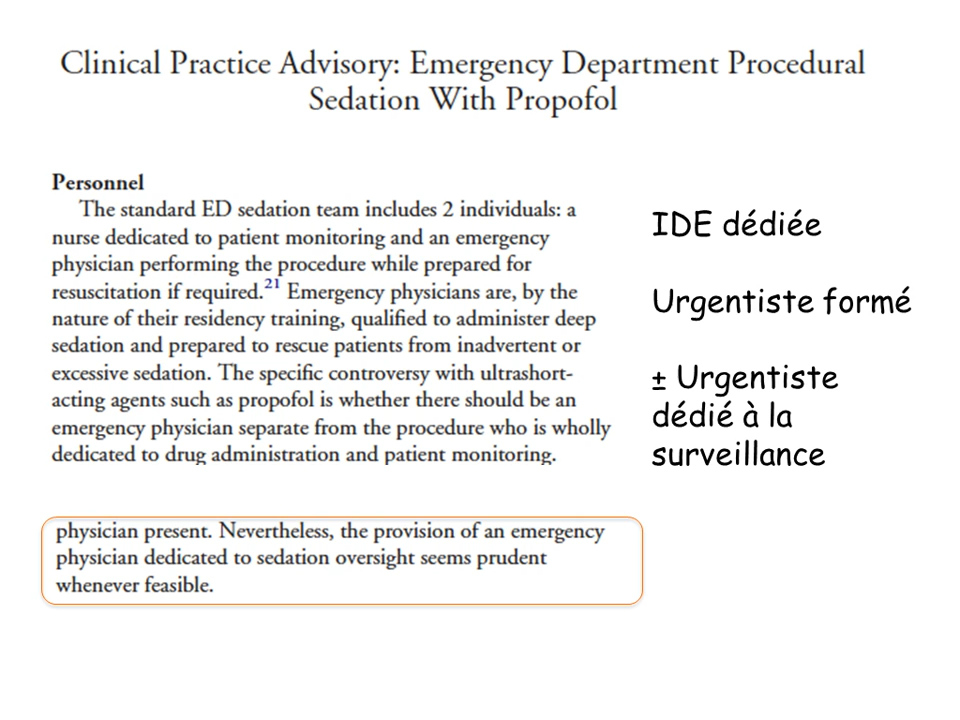 Clinical Practice Advisory: Emergency Department Procedural
Sedation With Propofol
Personnel
The standard ED sedation team includes 2 individuals: a
nurse dedicated to patient monitoring and an emergency
physician performing the procedure while prepared for
resuscitation if required.21 Emergency physicians are, by the
nature of their residency training, qualified to administer deep
sedation and prepared to rescue patients from inadvertent or
excessive sedation. The specific controversy with ultrashort-
acting agents such as propofol is whether there should be an
emergency physician separate from the procedure who is wholly
dedicated to drug administration and patient monitoring.
physician present. Nevertheless, the provision of an emergency
physician dedicated to sedation oversight seems prudent
whenever feasible.
IDE dédiée
Urgentiste formé
± Urgentiste
dédié à la
surveillance